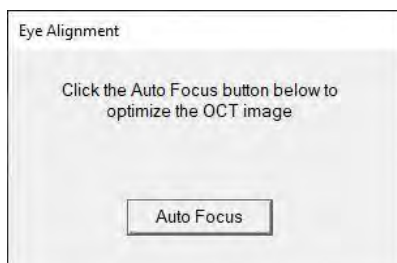 Eye Alignment
Click the Auto Focus button below to
optimize the OCT image
Auto Focus